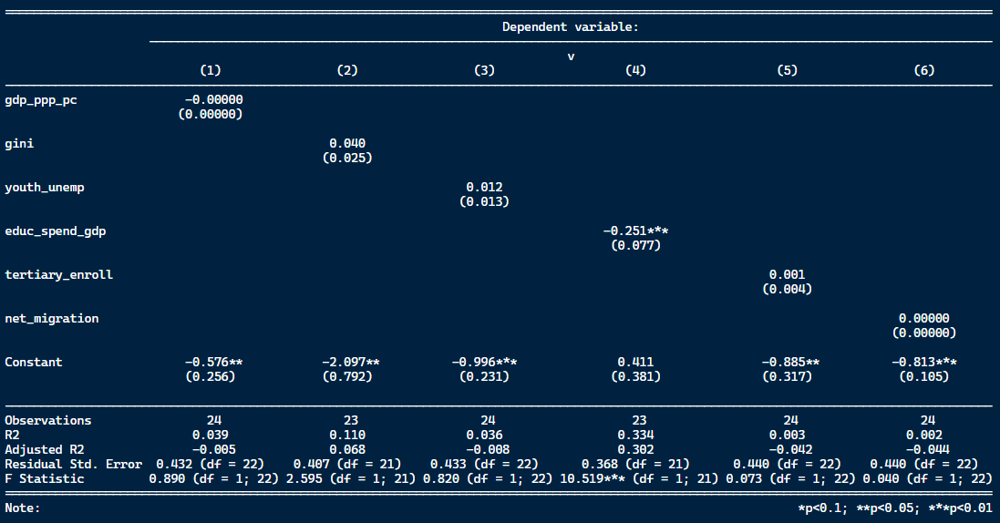 Dependent variable:
v
(1) (2) (3) (4) (5) (6)
gdp_ppp_pc -0.00000
(0.00000)
gini 0.040
(0.025)
youth_unemp 0.012
(0.013)
educ_spend_gdp -0.251***
(0.077)
tertiary_enroll 0.001
(0.004)
net_migration 0.00000
(0.00000)
Constant -0.576** -2.097** -0.996*** 0.411 -0.885** -0.813***
(0.256) (0.792) (0.231) (0.381) (0.317) (0.105)
Observations 24 23 24 23 24 24
R2 0.039 0.110 0.036 0.334 0.003 0.002
Adjusted R2 -0.005 0.068 -0.008 0.302 -0.042 -0.044
Residual Std. Error 0.432 (df = 22) 0.407 (df = 21) 0.433 (df = 22) 0.368 (df = 21) 0.440 (df = 22) 0.440 (df = 22)
F Statistic 0.890 (df = 1; 22) 2.595 (df = 1; 21) 0.820 (df = 1; 22) 10.519*** (df = 1; 21) 0.073 (df = 1; 22) 0.040 (df = 1; 22)
Note: *p<0.1; **p<0.05; ***p<0.01